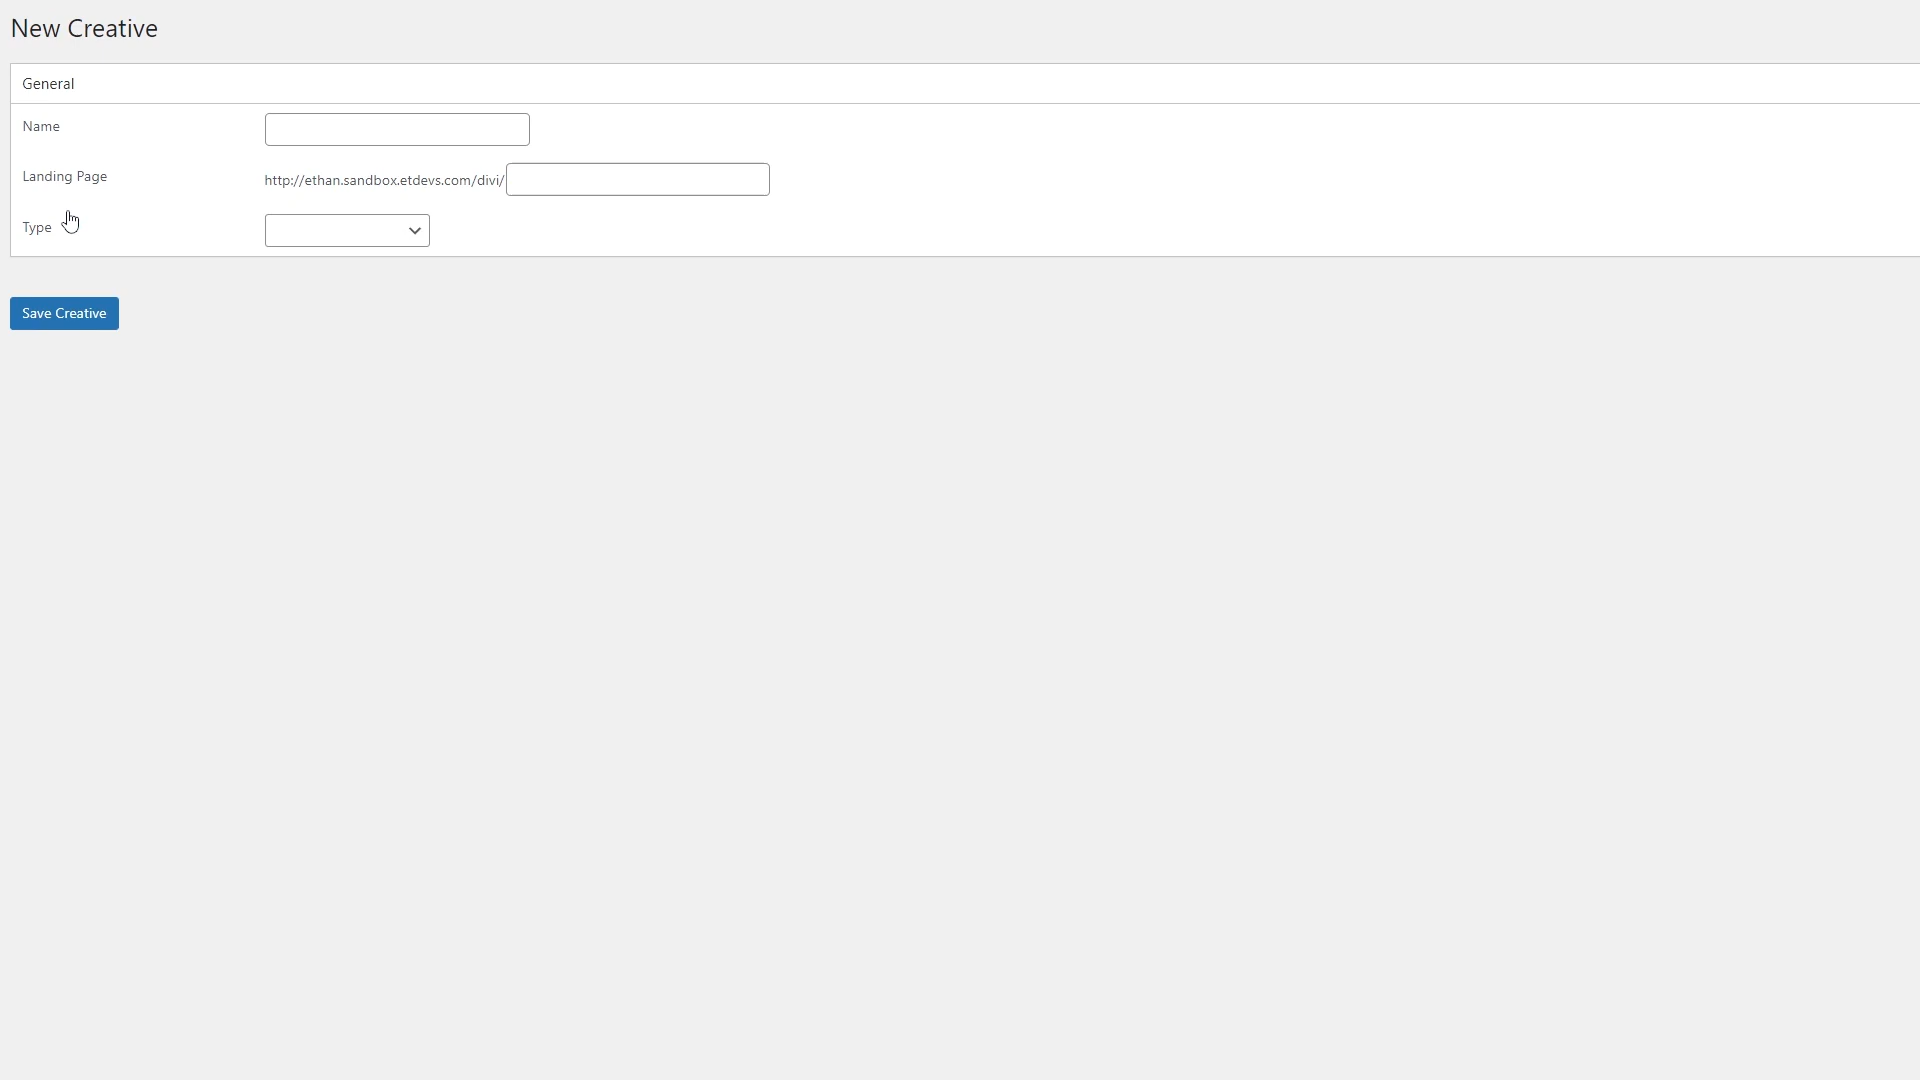 New Creative
General
Name
Landing Page http://ethan.sandbox.etdevs.com/divi/
Type
Save Creative